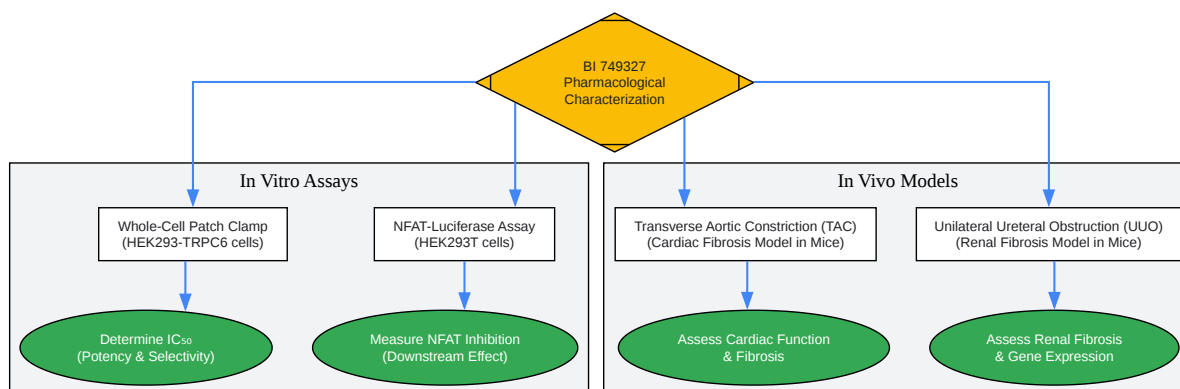 BI 749327
Pharmacological
Characterization
In Vitro Assays
In Vivo Models
Whole-Cell Patch Clamp
(HEK293-TRPC6 cells)
NFAT-Luciferase Assay
(HEK293T cells)
Transverse Aortic Constriction (TAC)
(Cardiac Fibrosis Model in Mice)
Unilateral Ureteral Obstruction (UUO)
(Renal Fibrosis Model in Mice)
Determine IC₅₀
(Potency & Selectivity)
Measure NFAT Inhibition
(Downstream Effect)
Assess Cardiac Function
& Fibrosis
Assess Renal Fibrosis
& Gene Expression